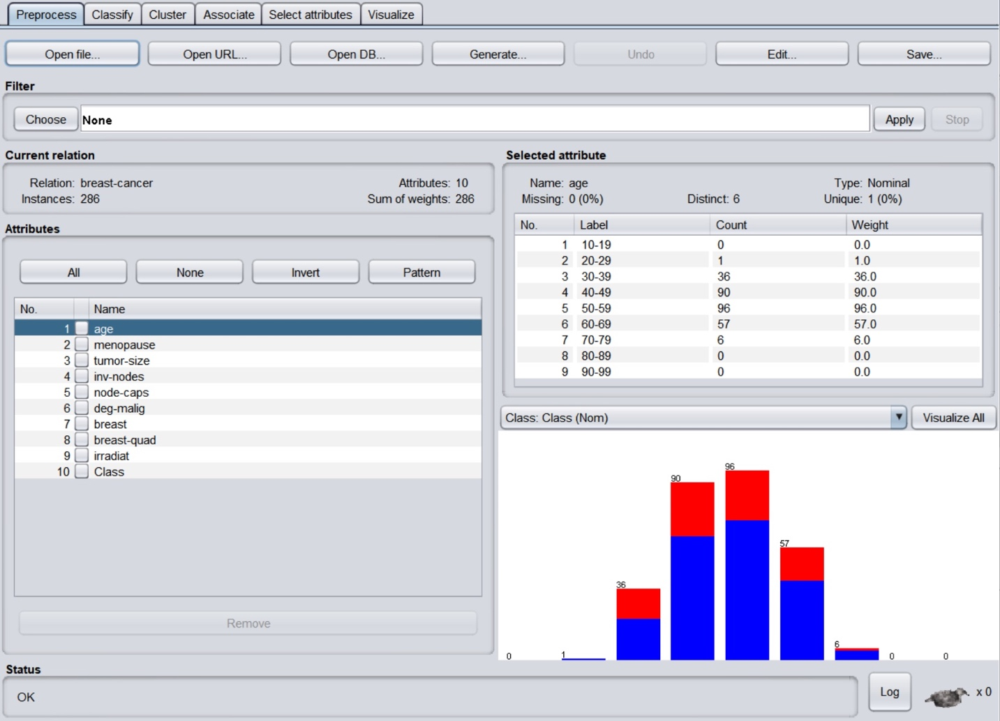 Preprocess Classify Cluster Associate Select attributes Visualize
Open file... Open URL... Open DB... Generate... Undo Edit... Save...
Filter
Choose None Apply Stop
Current relation
Relation: breast-cancer Attributes: 10
Instances: 286 Sum of weights: 286
Attributes
All None Invert Pattern
No. Name
1 age
2 menopause
3 tumor-size
4 inv-nodes
5 node-caps
6 deg-malig
7 breast
8 breast-quad
9 irradiat
10 Class
Remove
Selected attribute
Name: age Type: Nominal
Missing: 0 (0%) Distinct: 6 Unique: 1 (0%)
No. Label Count Weight
1 10-19 0 0.0
2 20-29 1 1.0
3 30-39 36 36.0
4 40-49 90 90.0
5 50-59 96 96.0
6 60-69 57 57.0
7 70-79 6 6.0
8 80-89 0 0.0
9 90-99 0 0.0
Class: Class (Nom) Visualize All
0 1 36 90 96 57 6 0 0
Status
OK Log x 0